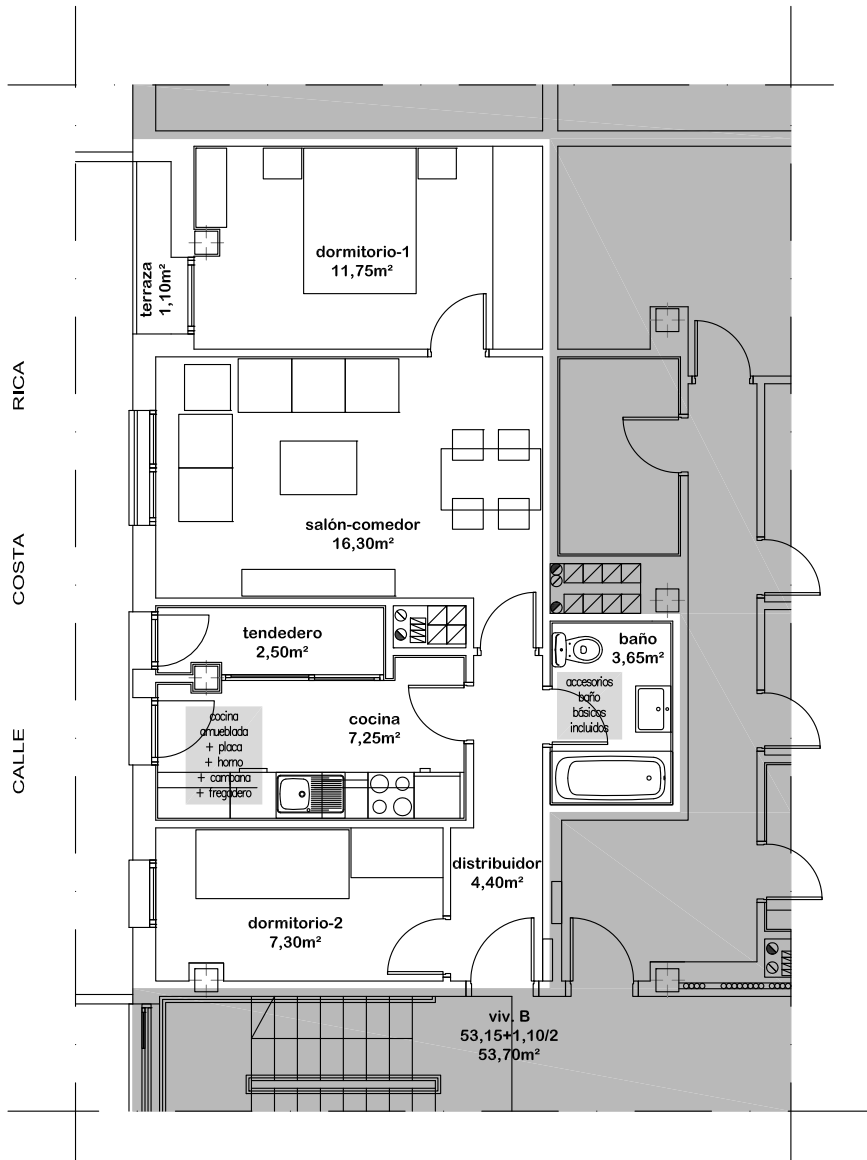 dormitorio-1
11,75m²
terraza
1,10m²
CALLE COSTA RICA
salón-comedor
16,30m²
tendedero
2,50m²
baño
3,65m²
accesorios
baño
básicos
incluidos
cocina
7,25m²
cocina
amueblada
+ placa
+ horno
+ campana
+ fregadero
distribuidor
4,40m²
dormitorio-2
7,30m²
viv. B
53,15+1,10/2
53,70m²